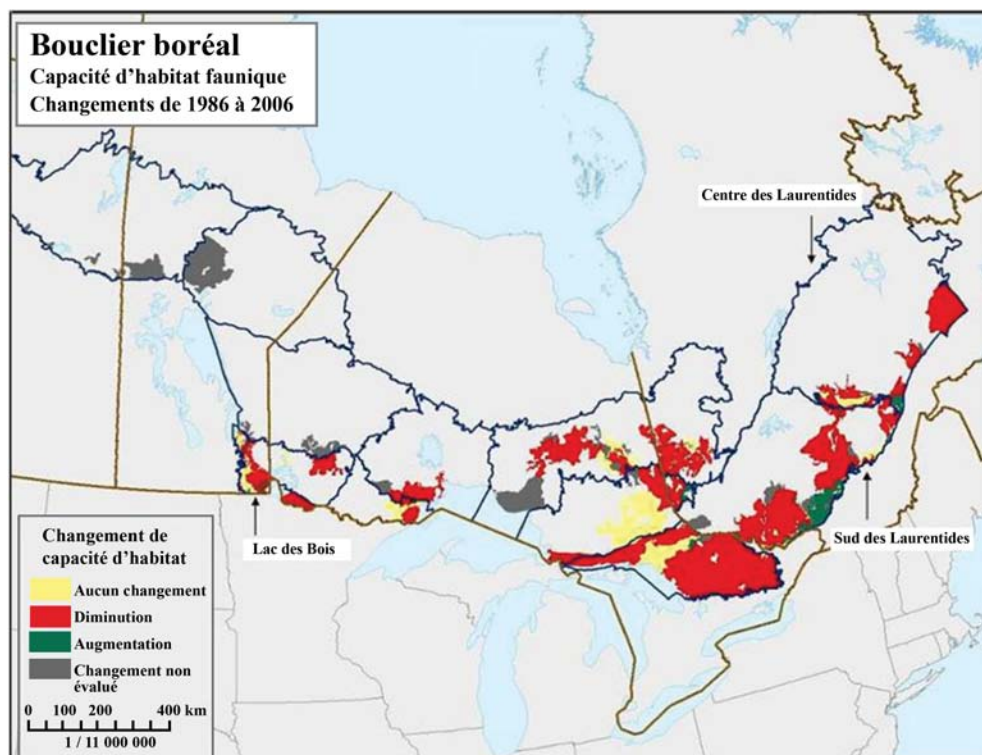 Bouclier boréal
Capacité d’habitat faunique
Changements de 1986 à 2006
Centre des Laurentides
Lac des Bois
Sud des Laurentides
Changement de
capacité d’habitat
Aucun changement
Diminution
Augmentation
Changement non
évalué
0 100 200 400 km
1 / 11 000 000